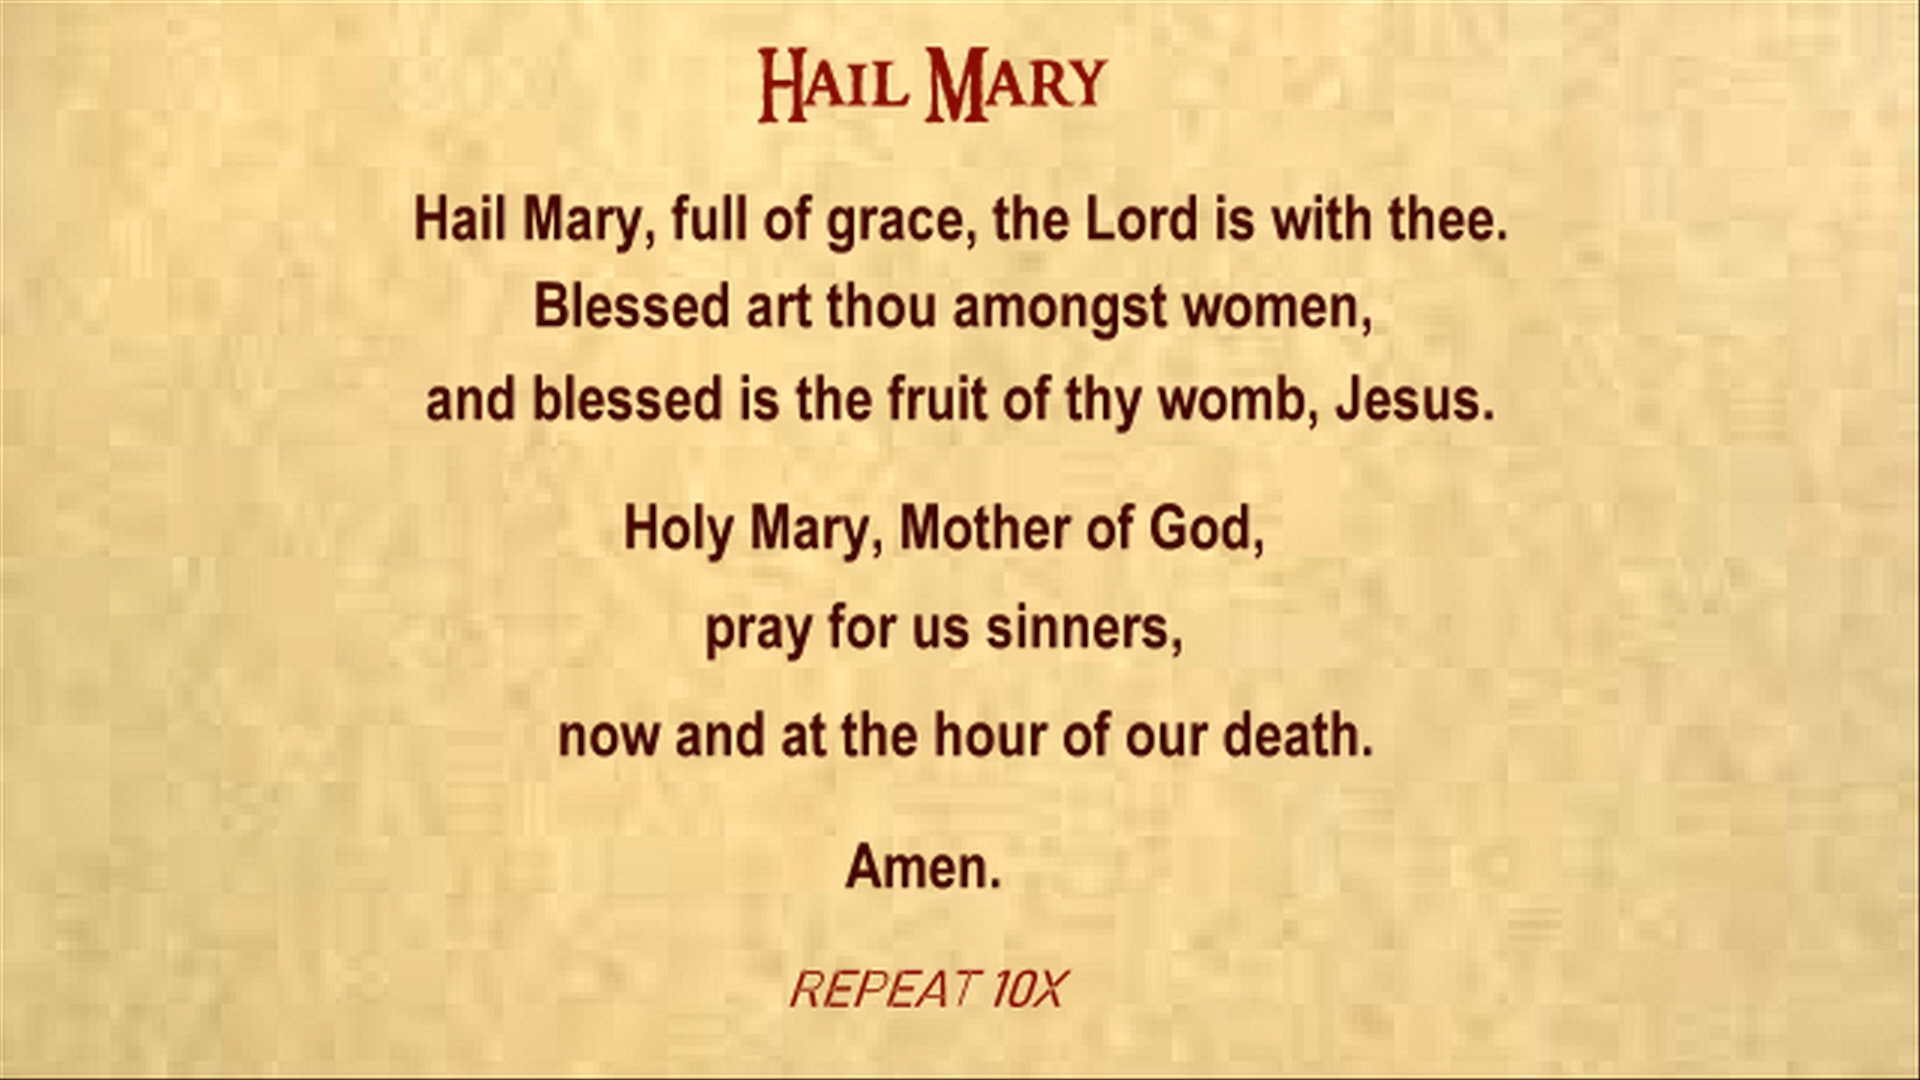 HAIL MARY
Hail Mary, full of grace, the Lord is with thee.
Blessed art thou amongst women,
and blessed is the fruit of thy womb, Jesus.
Holy Mary, Mother of God,
pray for us sinners,
now and at the hour of our death.
Amen.
REPEAT 10X